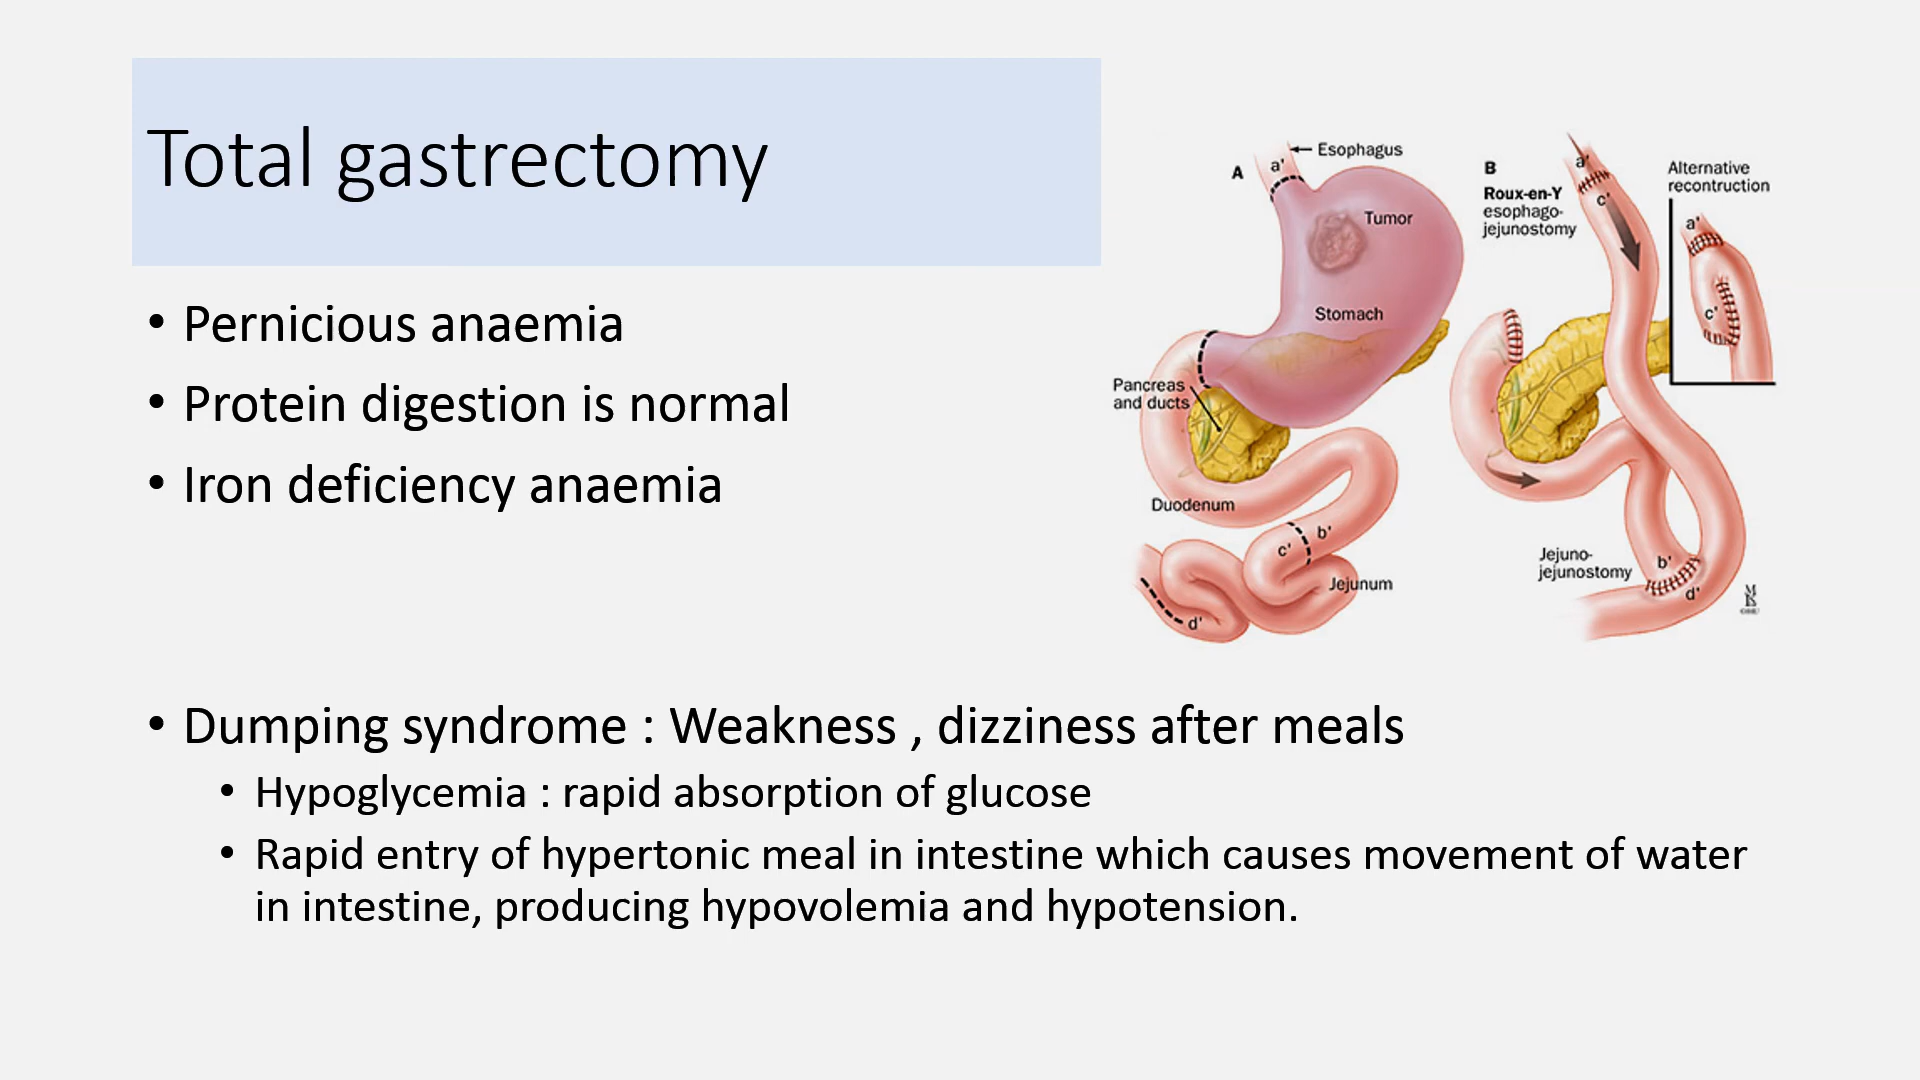 Total gastrectomy
• Pernicious anaemia
• Protein digestion is normal
• Iron deficiency anaemia
A
a'
Esophagus
Tumor
Stomach
Pancreas
and ducts
Duodenum
b'
c'
Jejunum
d'
B
Roux-en-Y
esophago-
jejunostomy
a'
c'
Alternative
recontruction
a'
c'
Jejuno-
jejunostomy
b'
d'
• Dumping syndrome : Weakness , dizziness after meals
• Hypoglycemia : rapid absorption of glucose
• Rapid entry of hypertonic meal in intestine which causes movement of water
in intestine, producing hypovolemia and hypotension.